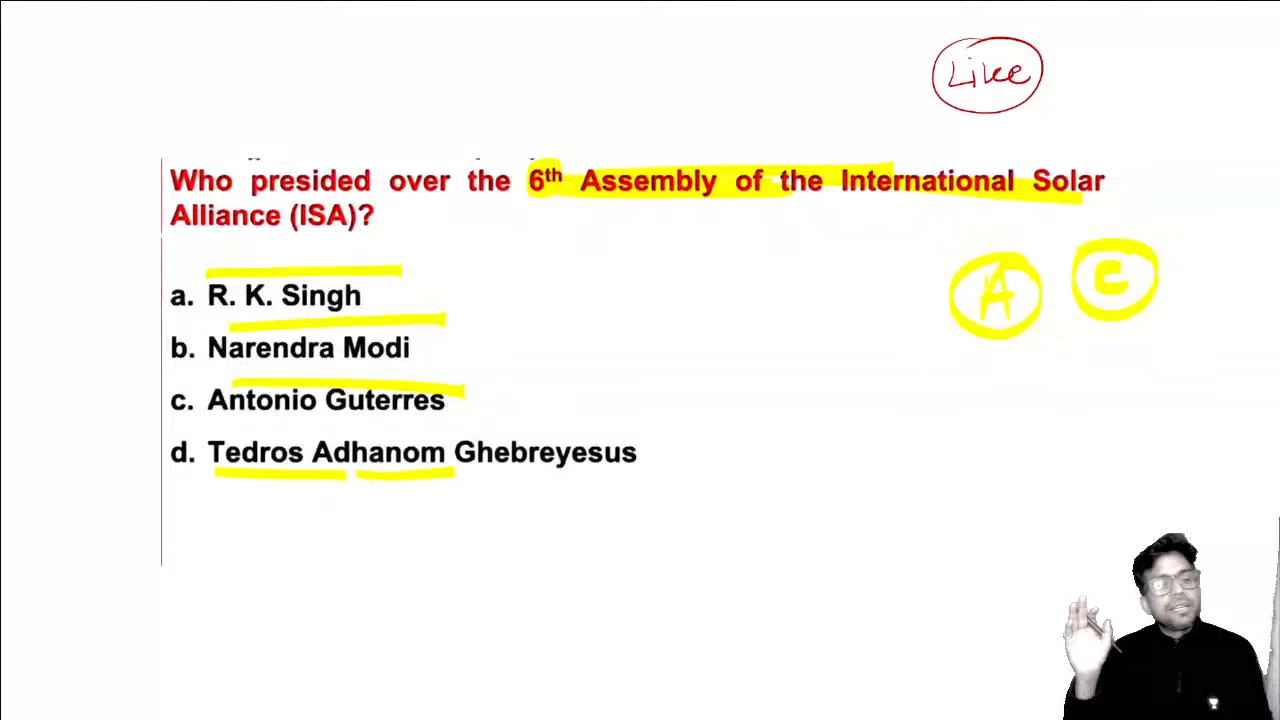 Like
Who presided over the 6th Assembly of the International Solar
Alliance (ISA)?
A C
a. R. K. Singh
b. Narendra Modi
c. Antonio Guterres
d. Tedros Adhanom Ghebreyesus